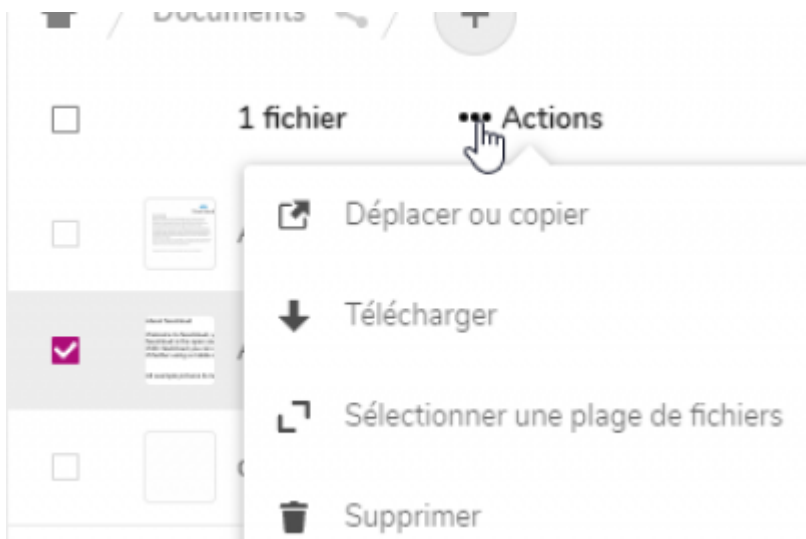 Documents
1 fichier
Actions
Déplacer ou copier
Télécharger
Sélectionner une plage de fichiers
Supprimer